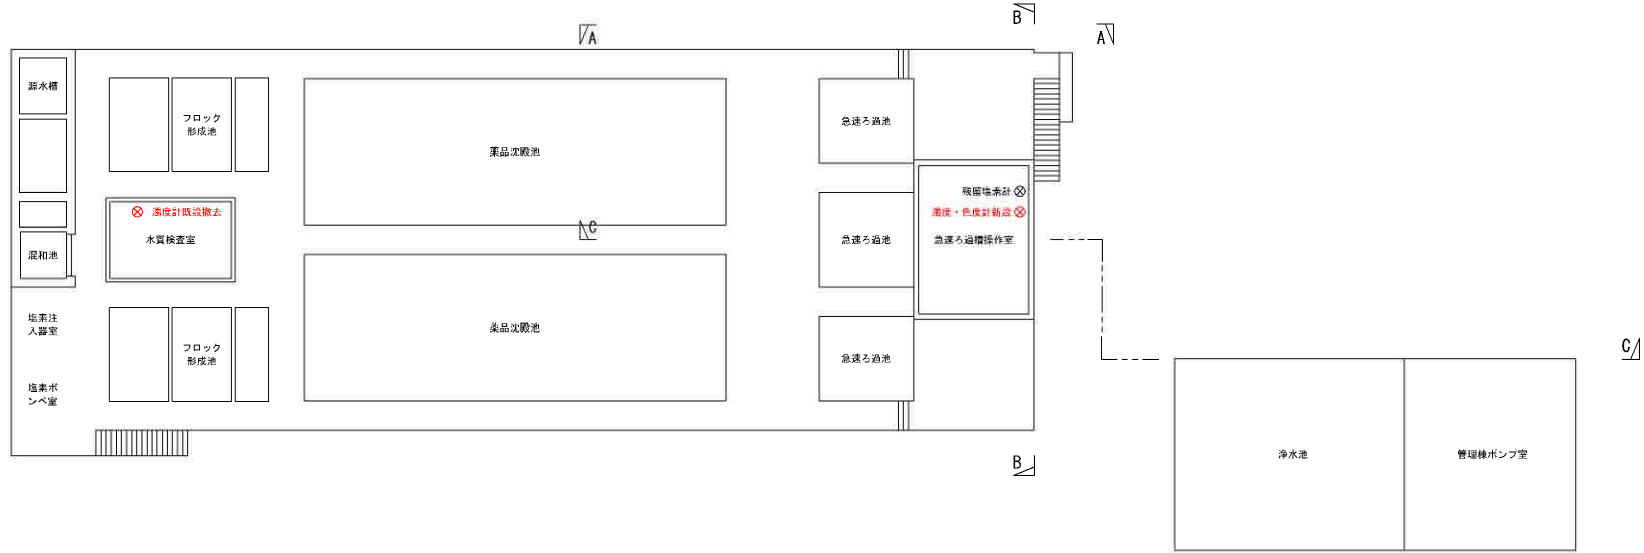 B
A
A
源水槽
フロック
形成池
薬品沈殿池
急速ろ過池
残留塩素計
濁度計既設撤去
濁度・色度計新設
C
水質検査室
急速ろ過池
急速ろ過槽操作室
混和池
塩素注
入器室
フロック
形成池
薬品沈殿池
急速ろ過池
C
塩素ボ
ンベ室
B
浄水池
管理棟ポンプ室